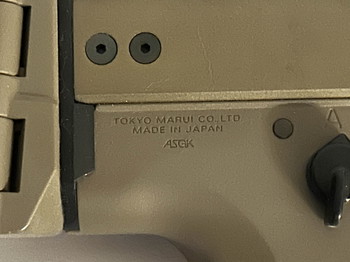 TOKYO MARUI CO.,LTD
MADE IN JAPAN
ASGK
A